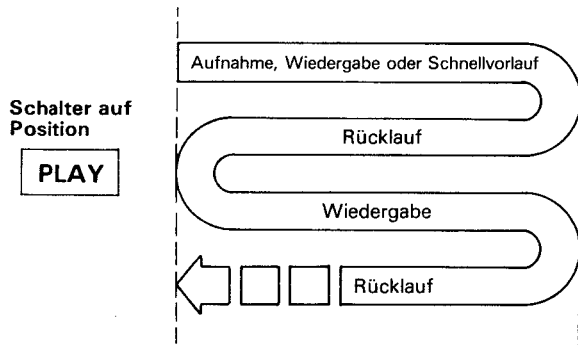 Aufnahme, Wiedergabe oder Schnellvorlauf
Schalter auf
Position
PLAY
Rücklauf
Wiedergabe
Rücklauf